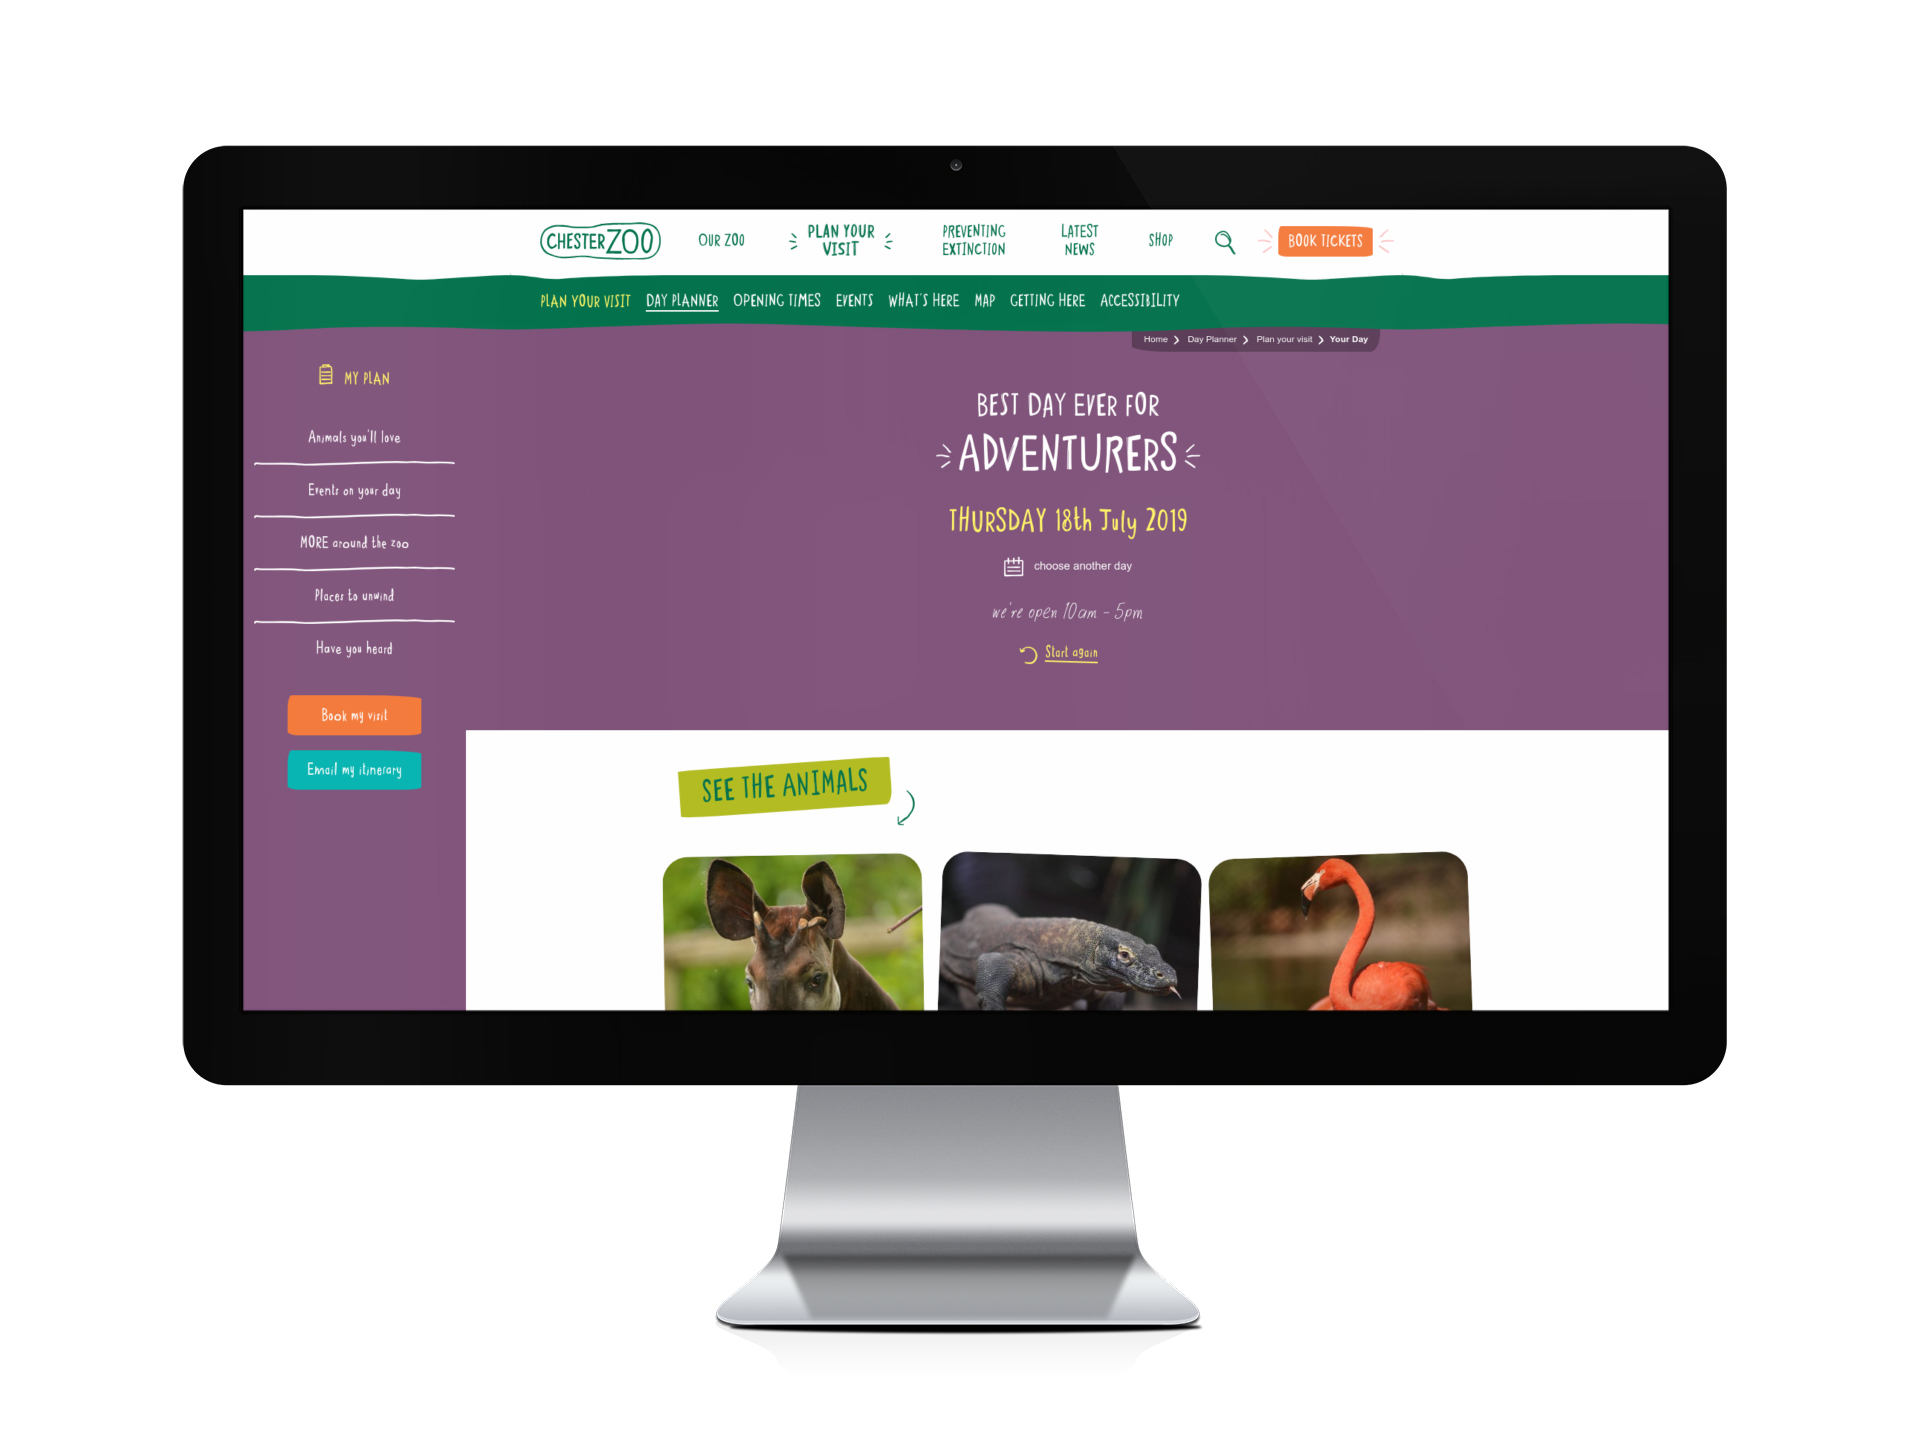 CHESTER ZOO
OUR ZOO
PLAN YOUR
VISIT
PREVENTING
EXTINCTION
LATEST
NEWS
SHOP
BOOK TICKETS
PLAN YOUR VISIT DAY PLANNER OPENING TIMES EVENTS WHAT'S HERE MAP GETTING HERE ACCESSIBILITY
Home Day Planner Plan your visit Your Day
MY PLAN
Animals you'll love
Events on your day
MORE around the zoo
Places to unwind
Have you heard
Book my visit
Email my itinerary
BEST DAY EVER FOR
ADVENTURERS
THURSDAY 18th July 2019
choose another day
we're open 10am - 5pm
Start again
SEE THE ANIMALS